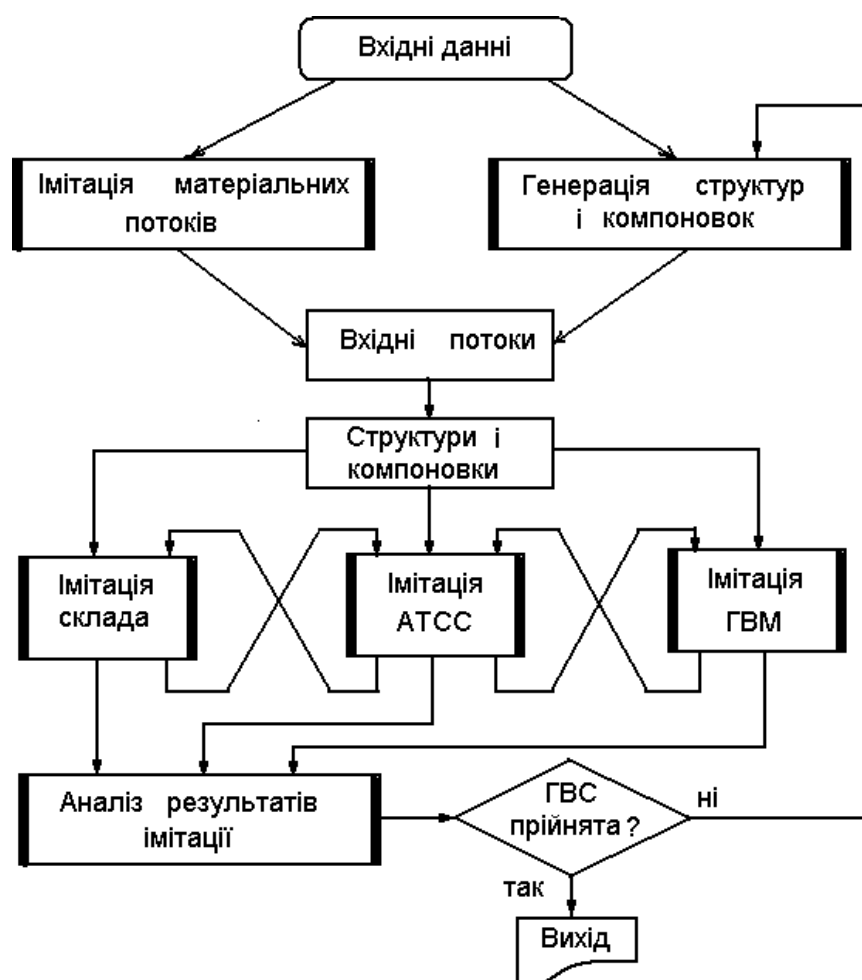 Вхідні данні
Імітація матеріальних
потоків
Генерація структур
і компоновок
Вхідні потоки
Структури і
компоновки
Імітація
склада
Імітація
АТСС
Імітація
ГВМ
Аналіз результатів
імітації
ГВС
прійнята?
ні
так
Вихід